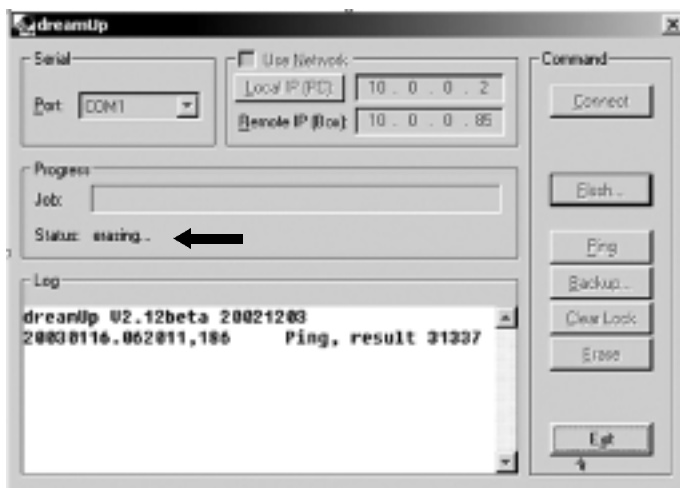 dreamUp
Serial
Port: COM1
Use Network
Local IP (PC): 10 . 0 . 0 . 2
Remote IP (Box): 10 . 0 . 0 . 85
Progress
Job:
Status: erasing...
Log
dreamUp V2.12beta 20021203
20030116.062011,186 Ping, result 31337
Command
Connect
Flash...
Ping
Backup...
Clear Lock
Erase
Exit